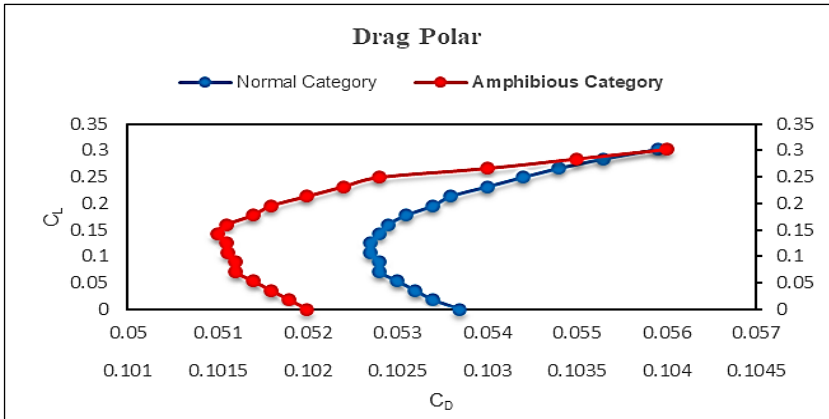 Drag Polar
Normal Category Amphibious Category
0.35 0.35
0.3 0.3
0.25 0.25
0.2 0.2
0.15 0.15
0.1 0.1
0.05 0.05
0 0
C_L
0.05 0.051 0.052 0.053 0.054 0.055 0.056 0.057
0.101 0.1015 0.102 0.1025 0.103 0.1035 0.104 0.1045
C_D